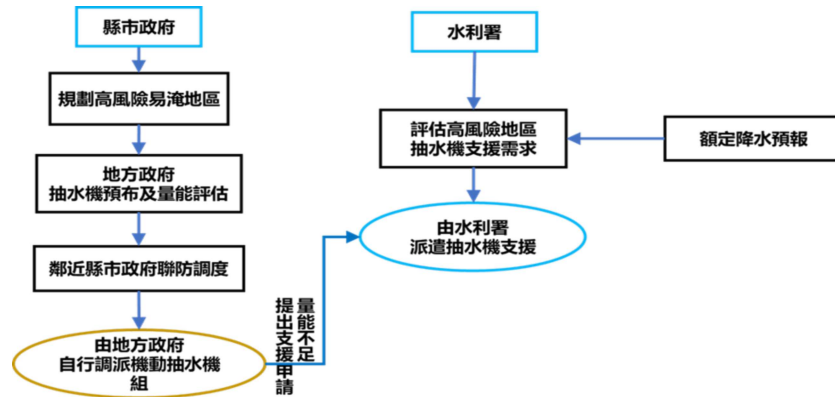 縣市政府
規劃高風險易淹地區
地方政府
抽水機預布及量能評估
鄰近縣市政府聯防調度
由地方政府
自行調派機動抽水機
組
量能不足
提出支援申請
水利署
評估高風險地區
抽水機支援需求
額定降水預報
由水利署
派遣抽水機支援